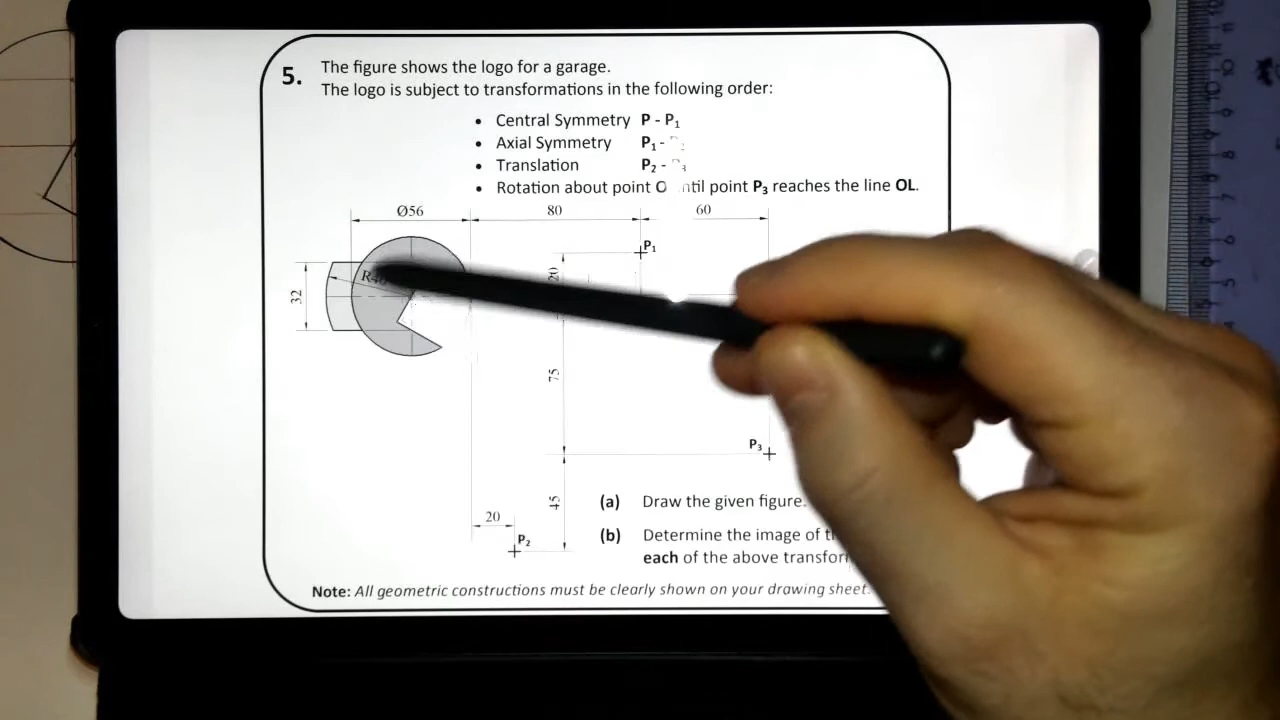 5. The figure shows the logo for a garage.
The logo is subject to transformations in the following order:
• Central Symmetry P - P₁
• Axial Symmetry P₁ -
• Translation P₂ - ₃
• Rotation about point O until point P₃ reaches the line OL.
Ø56 80 60
P₁
20
32
75
P₃
45
20
P₂
(a) Draw the given figure.
(b) Determine the image of
each of the above
Note: All geometric constructions must be clearly shown on your drawing sheet.